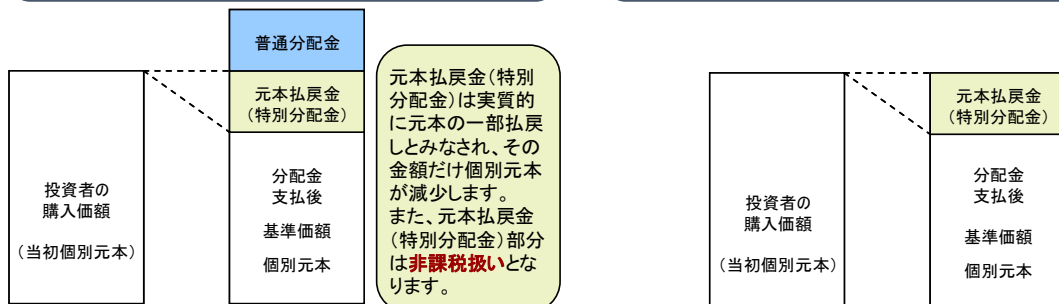 普通分配金
元本払戻金
(特別分配金)
投資者の
購入価額
(当初個別元本)
分配金
支払後
基準価額
個別元本
元本払戻金(特別
分配金)は実質的
に元本の一部払戻
しとみなされ、その
金額だけ個別元本
が減少します。
また、元本払戻金
(特別分配金)部分
は非課税扱いとな
ります。
投資者の
購入価額
(当初個別元本)
元本払戻金
(特別分配金)
分配金
支払後
基準価額
個別元本